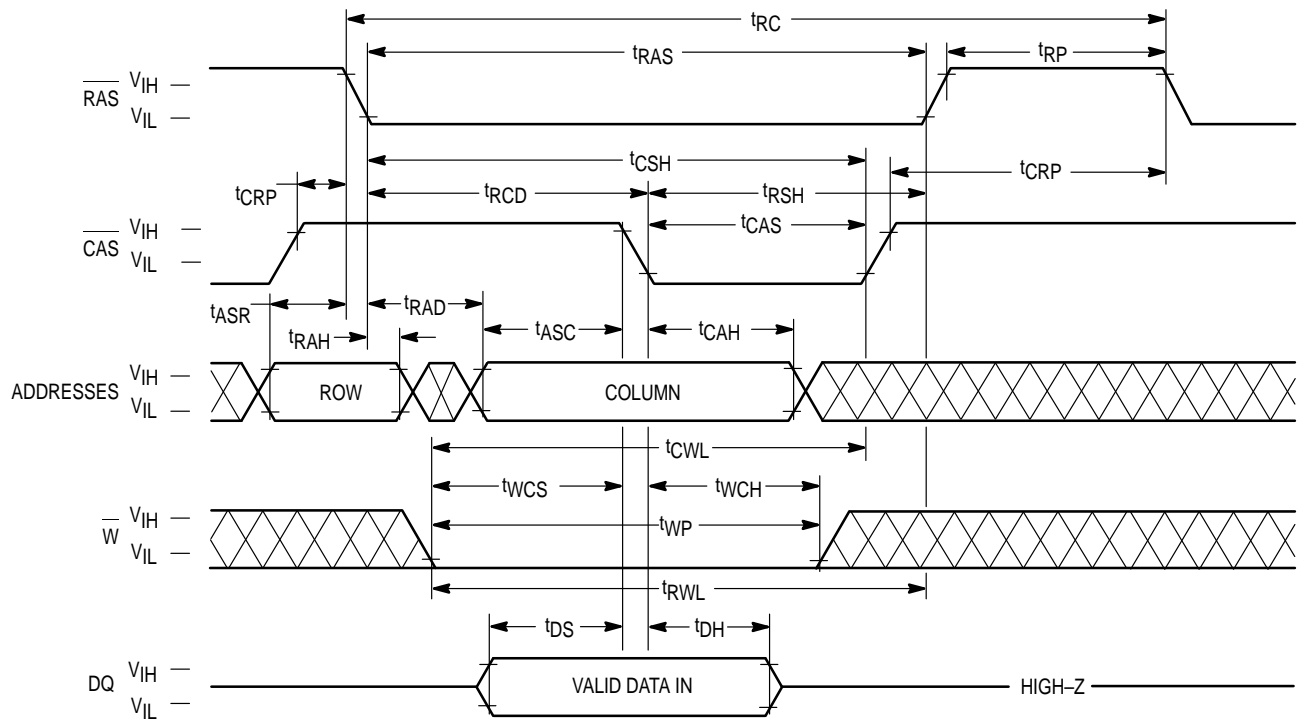 tRC
tRAS
tRP
RAS
VIH
VIL
tCSH
tCRP
tRCD
tRSH
tCRP
tCAS
CAS
VIH
VIL
tASR
tRAD
tRAH
tASC
tCAH
ADDRESSES
VIH
VIL
ROW
COLUMN
tCWL
tWCS
tWCH
W
VIH
VIL
tWP
tRWL
tDS
tDH
DQ
VIH
VIL
VALID DATA IN
HIGH–Z